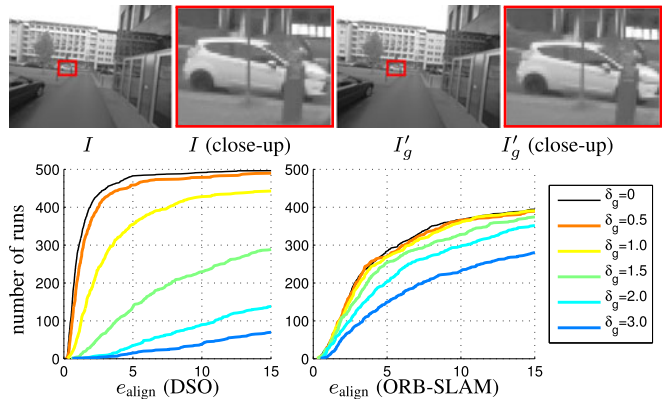 I I (close-up) I′g I′g (close-up)
500 400 300 200 100 0
number of runs
0 5 10 15
e_align (DSO)
500 400 300 200 100 0
0 5 10 15
e_align (ORB-SLAM)
δg=0
δg=0.5
δg=1.0
δg=1.5
δg=2.0
δg=3.0